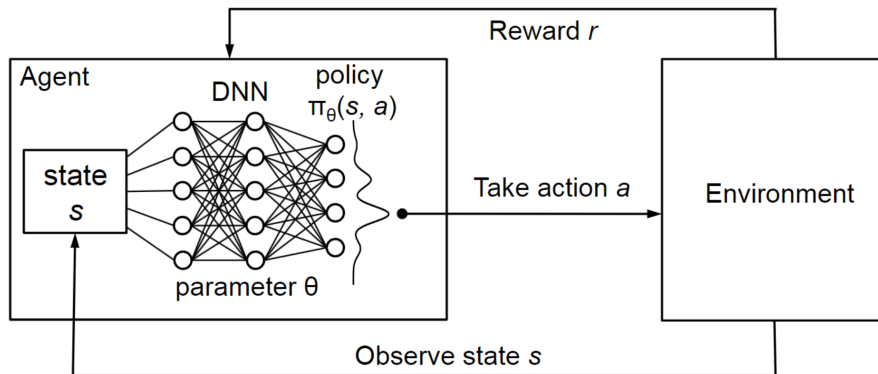 Reward r
Agent
policy
DNN
πθ(s, a)
state
s
Take action a
Environment
parameter θ
Observe state s